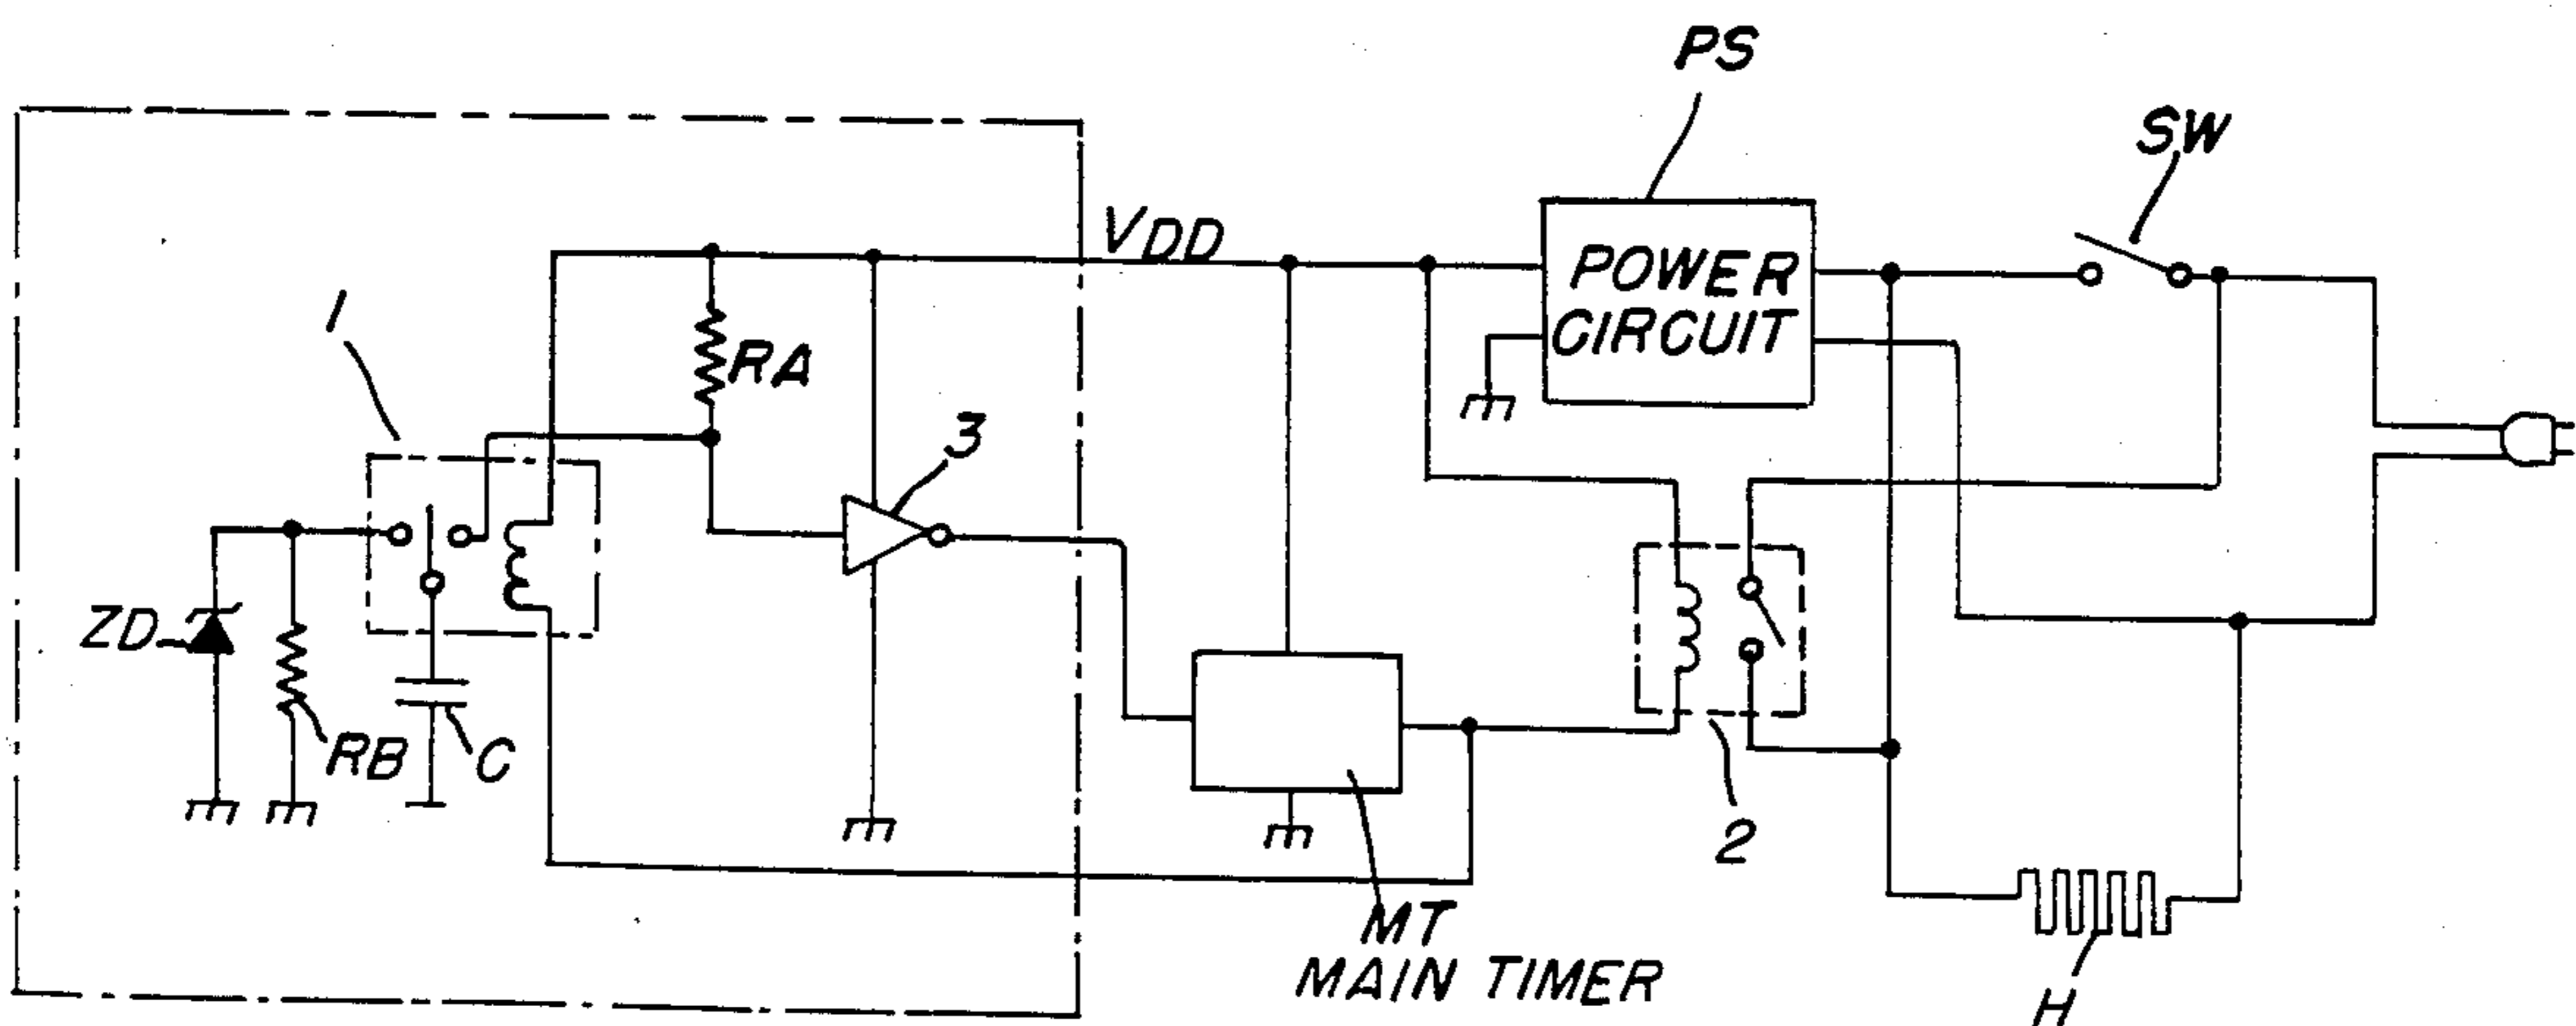 PS
SW
VDD
POWER
CIRCUIT
1
RA
3
ZD
RB
C
2
MT
MAIN TIMER
H